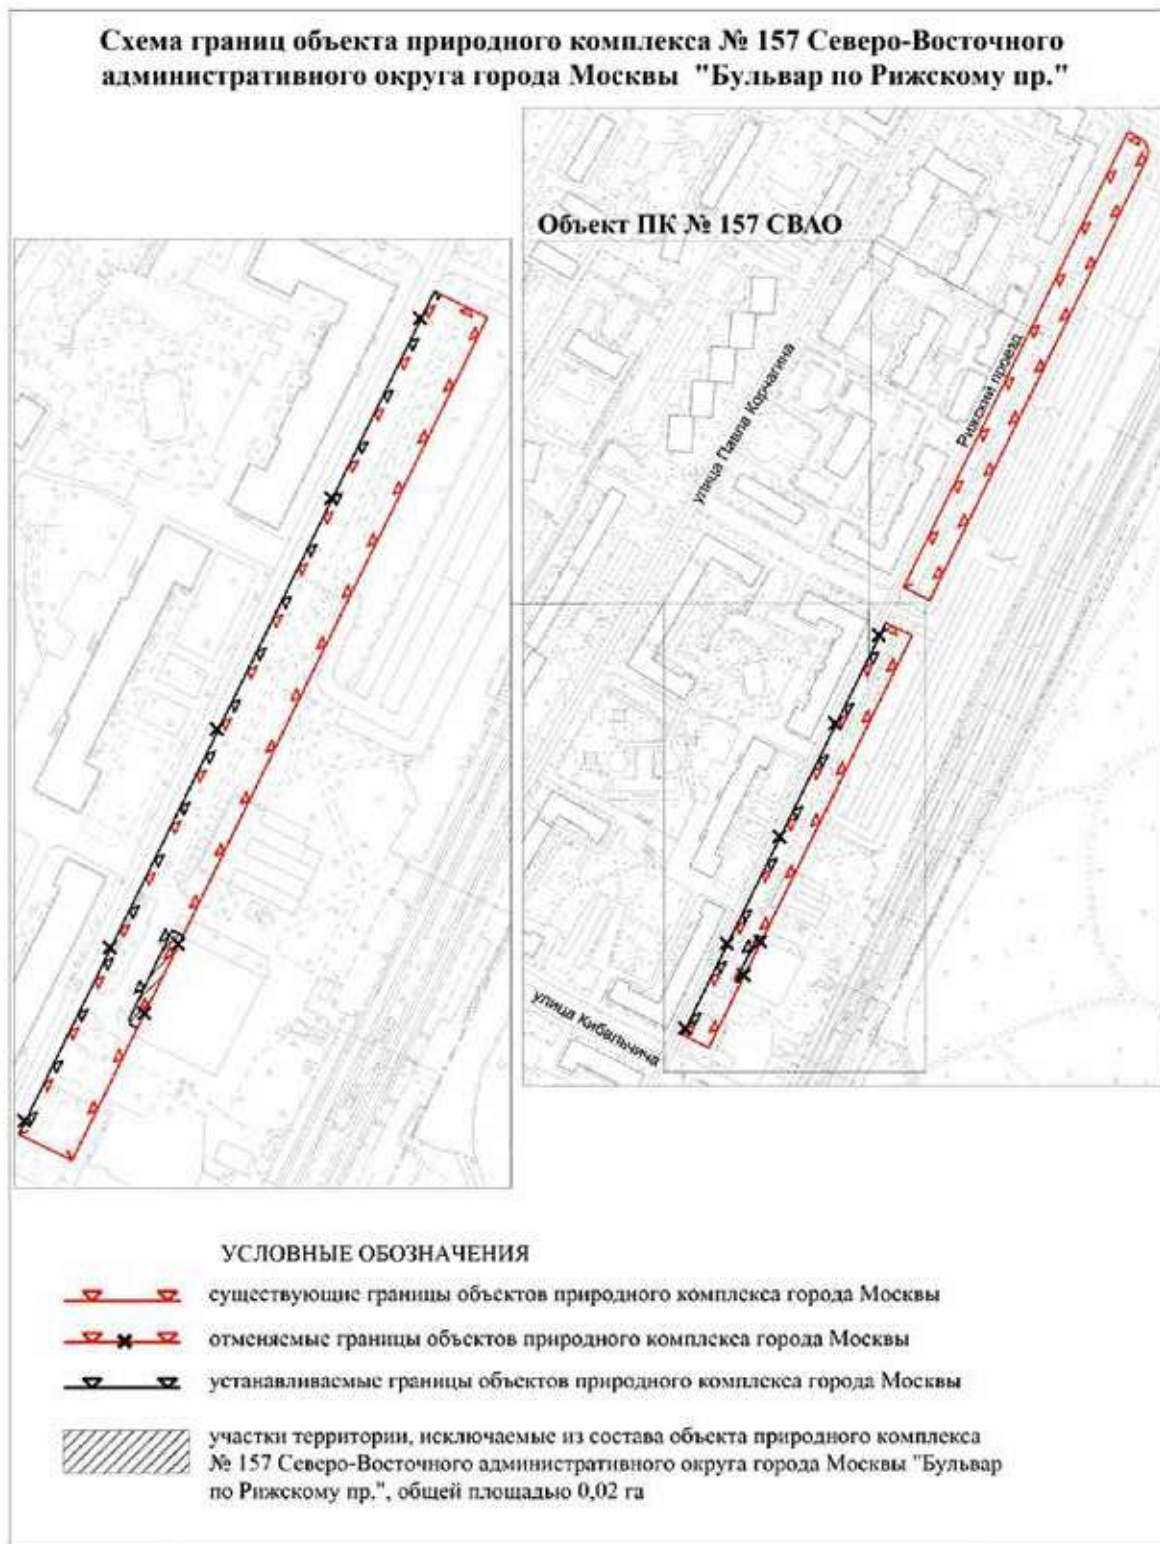 Схема границ объекта природного комплекса № 157 Северо-Восточного
административного округа города Москвы "Бульвар по Рижскому пр."
Объект ПК № 157 СВАО
улица Павла Корчагина
Рижский проезд
улица Кибальчича
УСЛОВНЫЕ ОБОЗНАЧЕНИЯ
существующие границы объектов природного комплекса города Москвы
отменяемые границы объектов природного комплекса города Москвы
устанавливаемые границы объектов природного комплекса города Москвы
участки территории, исключаемые из состава объекта природного комплекса
№ 157 Северо-Восточного административного округа города Москвы "Бульвар
по Рижскому пр.", общей площадью 0,02 га